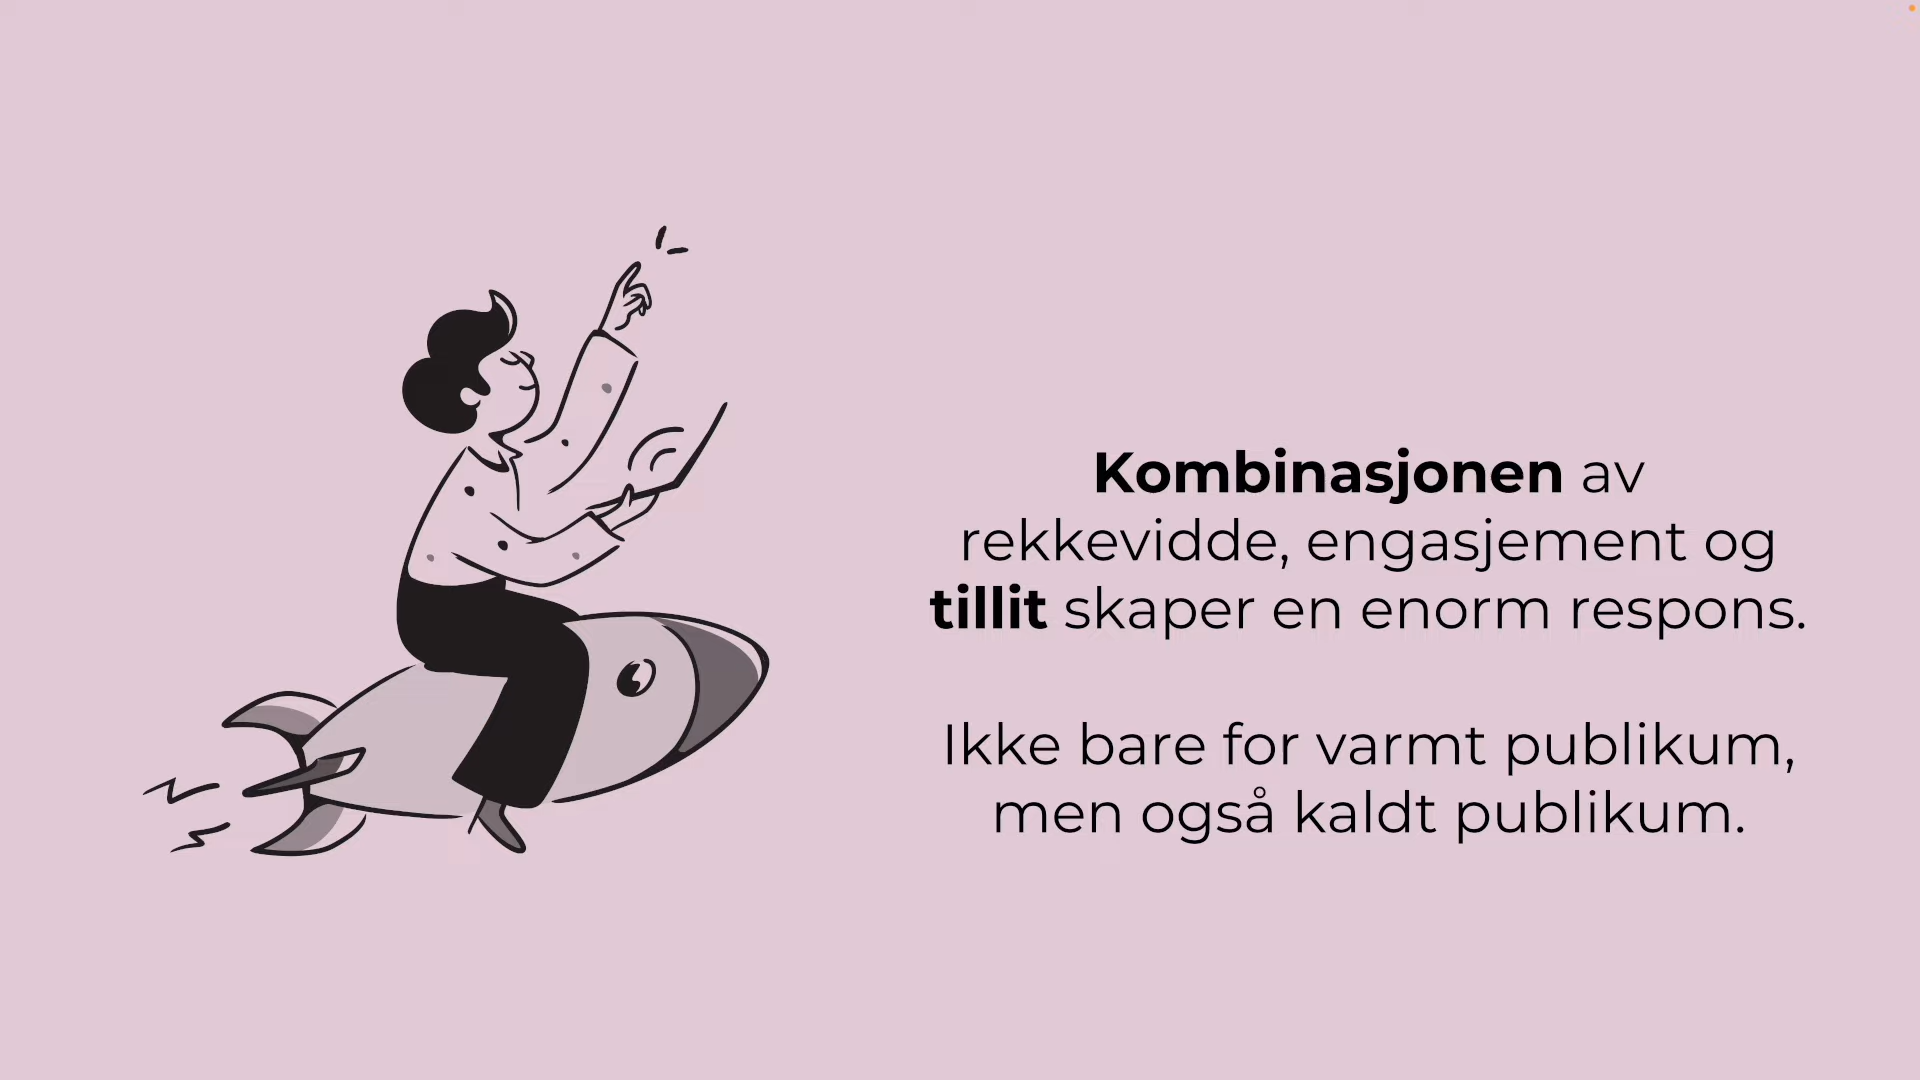 Kombinasjonen av
rekkevidde, engasjement og
tillit skaper en enorm respons.
Ikke bare for varmt publikum,
men også kaldt publikum.